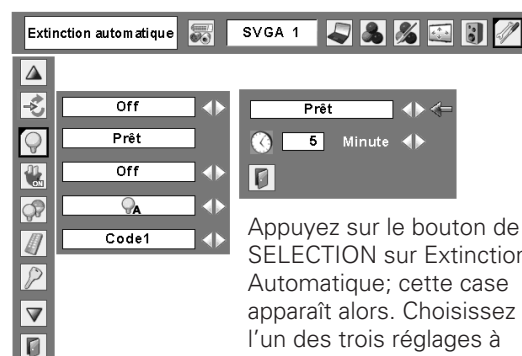 Extinction automatique
SVGA 1
ON
Off
Prêt
Off
A
Code1
Prêt
5 Minute
Appuyez sur le bouton de
SELECTION sur Extinction
Automatique; cette case
apparaît alors. Choisissez
l'un des trois réglages à